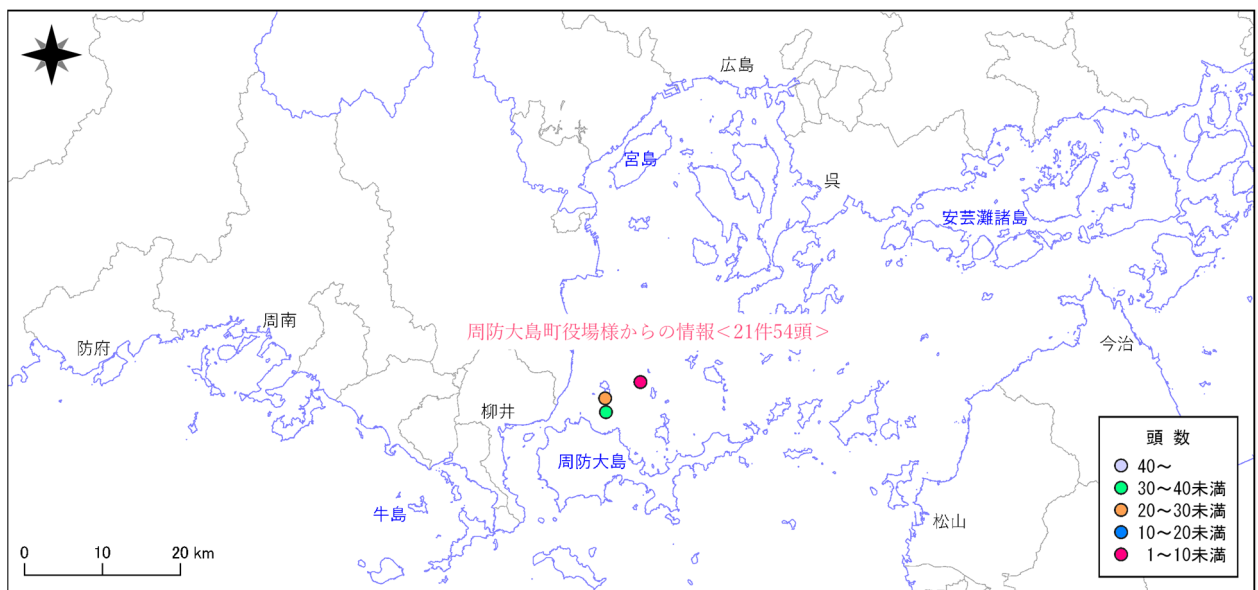 広島
宮島
呉
安芸灘諸島
周南
周防大島町役場様からの情報＜21件54頭＞
防府
今治
柳井
周防大島
牛島
松山
0 10 20 km
頭 数
40～
30～40未満
20～30未満
10～20未満
1～10未満